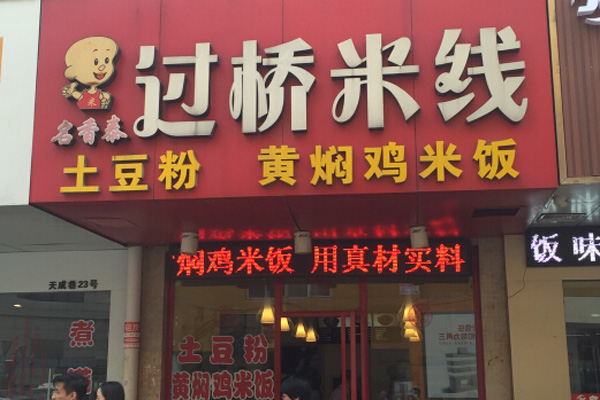 过桥米线
米
名香泰
土豆粉 黄焖鸡米饭
焖鸡米饭 用真材实料
饭味
天成巷23号
煮
土豆粉
黄焖鸡米饭